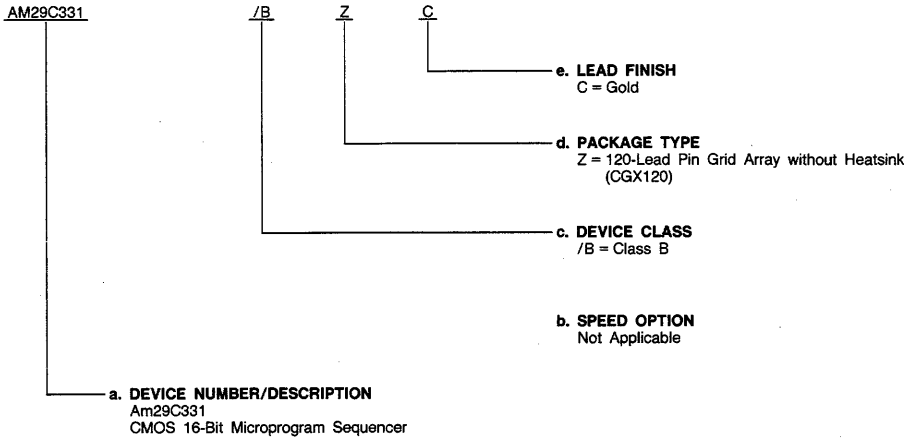 AM29C331 /B Z C
e. LEAD FINISH
C = Gold
d. PACKAGE TYPE
Z = 120-Lead Pin Grid Array without Heatsink
(CGX120)
c. DEVICE CLASS
/B = Class B
b. SPEED OPTION
Not Applicable
a. DEVICE NUMBER/DESCRIPTION
Am29C331
CMOS 16-Bit Microprogram Sequencer